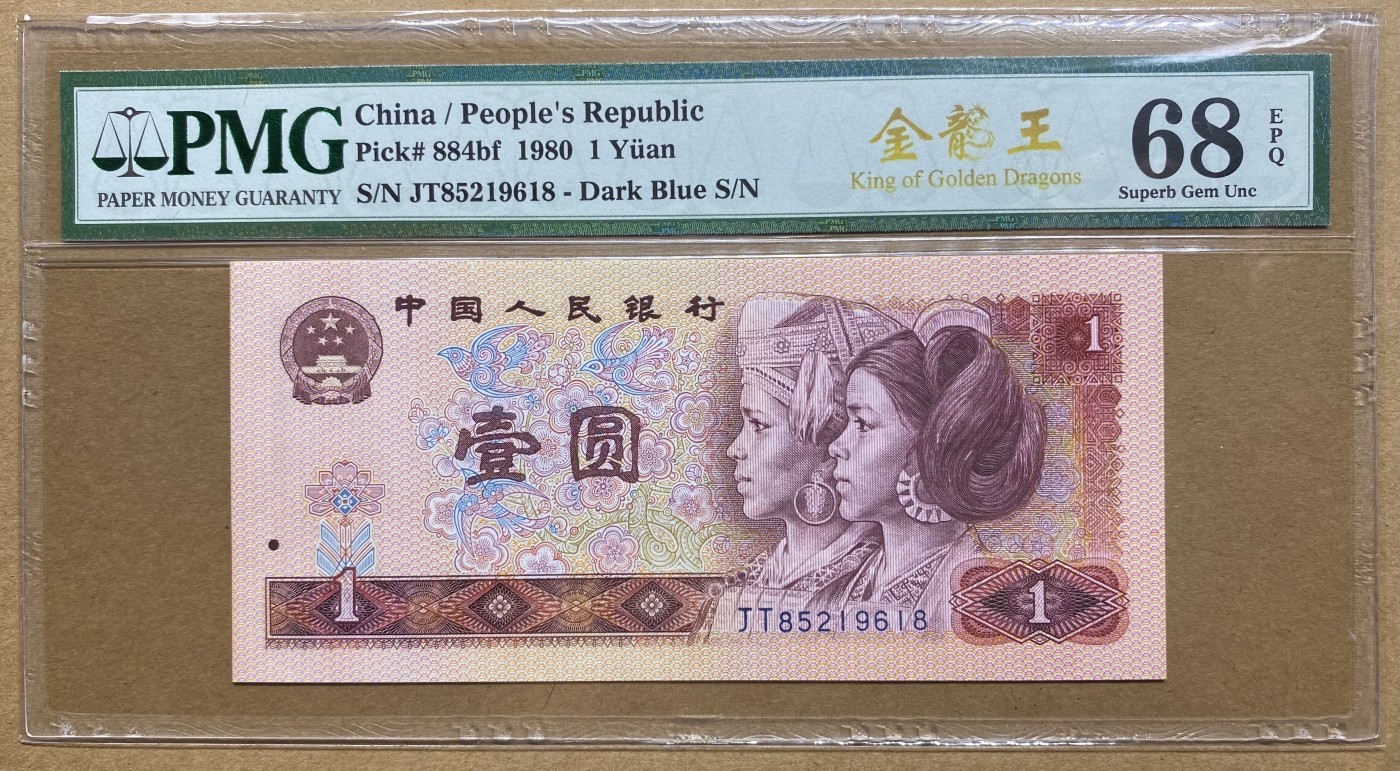 PMG
PAPER MONEY GUARANTY
China / People's Republic
Pick# 884bf 1980 1 Yüan
S/N JT85219618 - Dark Blue S/N
金龍王
King of Golden Dragons
68
EPQ
Superb Gem Unc
中国人民银行
1
壹圆
1
JT85219618
1